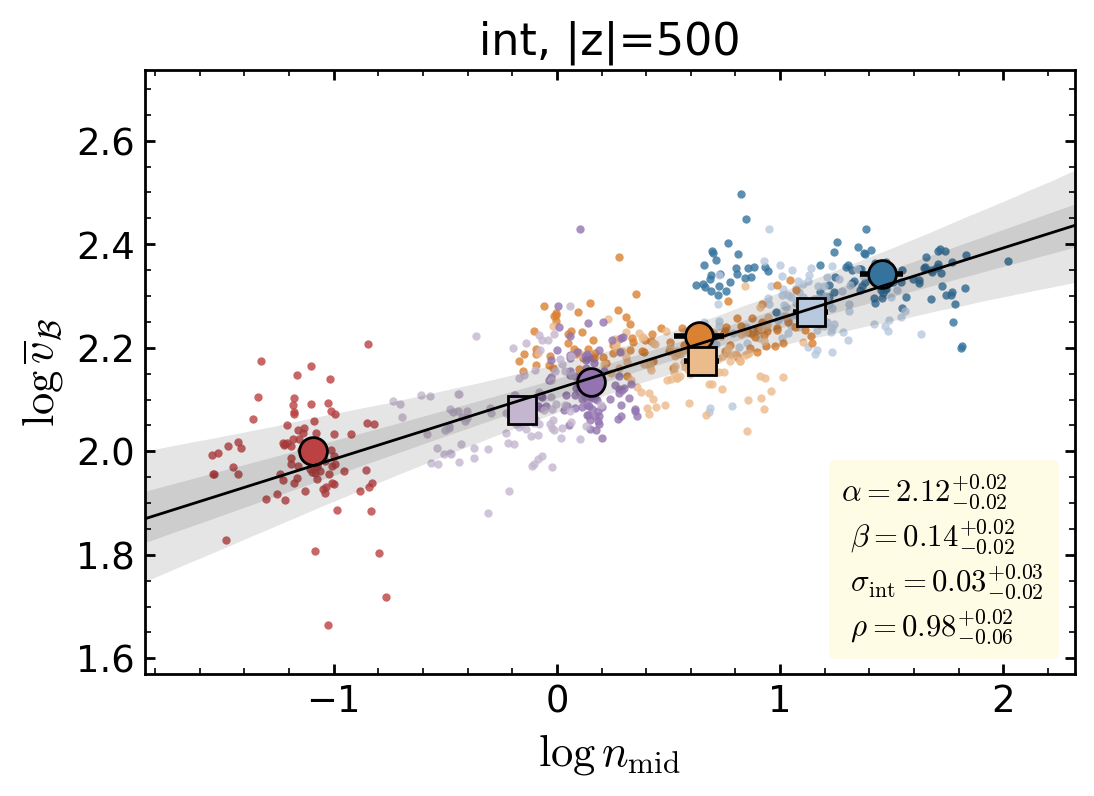 int, |z|=500
log v̅_ℬ
2.6
2.4
2.2
2.0
1.8
1.6
α = 2.12^{+0.02}_{−0.02}
β = 0.14^{+0.02}_{−0.02}
σ_int = 0.03^{+0.03}_{−0.02}
ρ = 0.98^{+0.02}_{−0.06}
−1 0 1 2
log n_mid